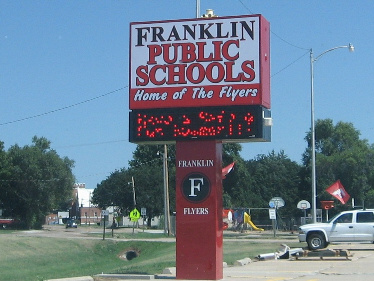 FRANKLIN
PUBLIC
SCHOOLS
Home of The Flyers
FRANKLIN
F
FLYERS